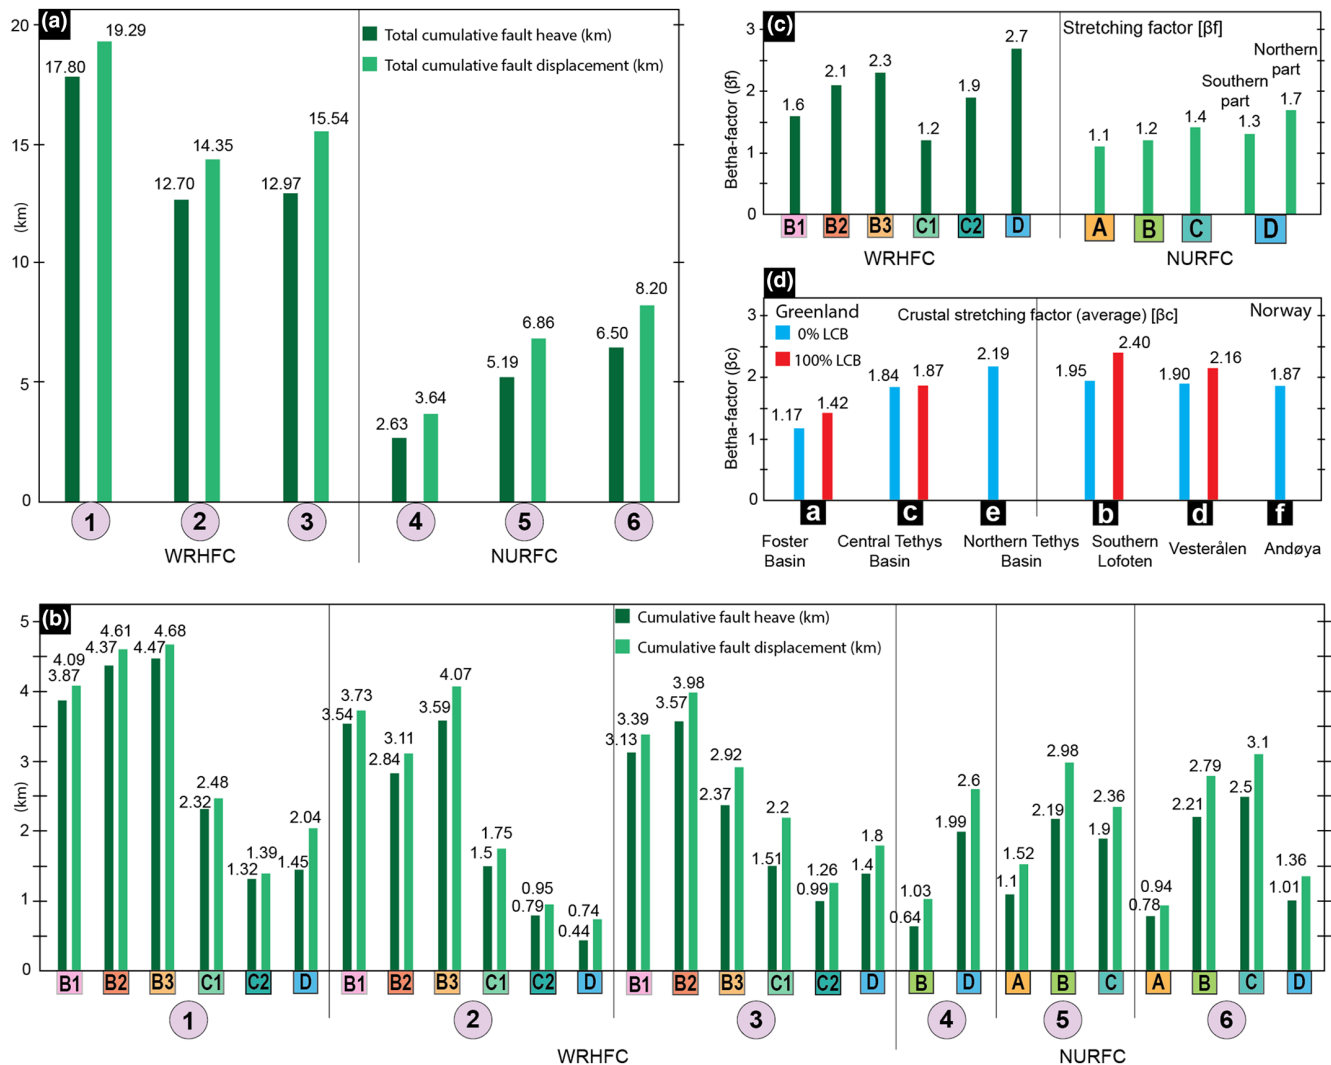 (a)
20
15
10
5
0
(km)
Total cumulative fault heave (km)
Total cumulative fault displacement (km)
17.80
19.29
12.70
14.35
12.97
15.54
2.63
3.64
5.19
6.86
6.50
8.20
1
2
3
4
5
6
WRHFC
NURFC
(c)
Stretching factor [βf]
3
2
1
0
Betha-factor (βf)
1.6
2.1
2.3
1.2
1.9
2.7
1.1
1.2
1.4
Southern
part
1.3
Northern
part
1.7
B1
B2
B3
C1
C2
D
A
B
C
D
WRHFC
NURFC
(d)
Greenland
0% LCB
100% LCB
Crustal stretching factor (average) [βc]
Norway
3
2
1
0
Betha-factor (βc)
1.17
1.42
1.84
1.87
2.19
1.95
2.40
1.90
2.16
1.87
a
c
e
b
d
f
Foster
Basin
Central Tethys
Basin
Northern Tethys
Basin
Southern
Lofoten
Vesterålen
Andøya
(b)
5
4
3
2
1
0
(km)
Cumulative fault heave (km)
Cumulative fault displacement (km)
3.87
4.09
4.37
4.61
4.47
4.68
2.32
2.48
1.32
1.39
1.45
2.04
3.54
3.73
2.84
3.11
3.59
4.07
1.5
1.75
0.79
0.95
0.44
0.74
3.13
3.39
3.57
3.98
2.37
2.92
1.51
2.2
0.99
1.26
1.4
1.8
0.64
1.03
1.99
2.6
1.1
1.52
2.19
2.98
1.9
2.36
0.78
0.94
2.21
2.79
2.5
3.1
1.01
1.36
B1
B2
B3
C1
C2
D
B1
B2
B3
C1
C2
D
B1
B2
B3
C1
C2
D
B
D
A
B
C
A
B
C
D
1
2
3
4
5
6
WRHFC
NURFC